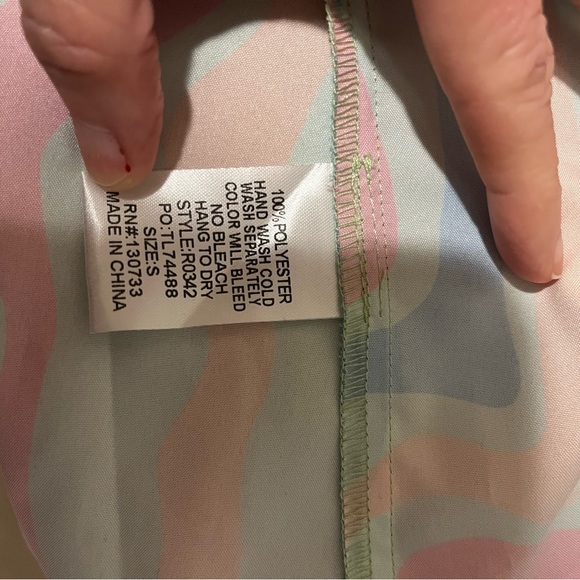 100%POLYESTER
HAND WASH COLD
WASH SEPARATELY
COLOR WILL BLEED
NO BLEACH
HANG TO DRY
STYLE:R0342
PO:TL74488
SIZE:S
RN#:130733
MADE IN CHINA